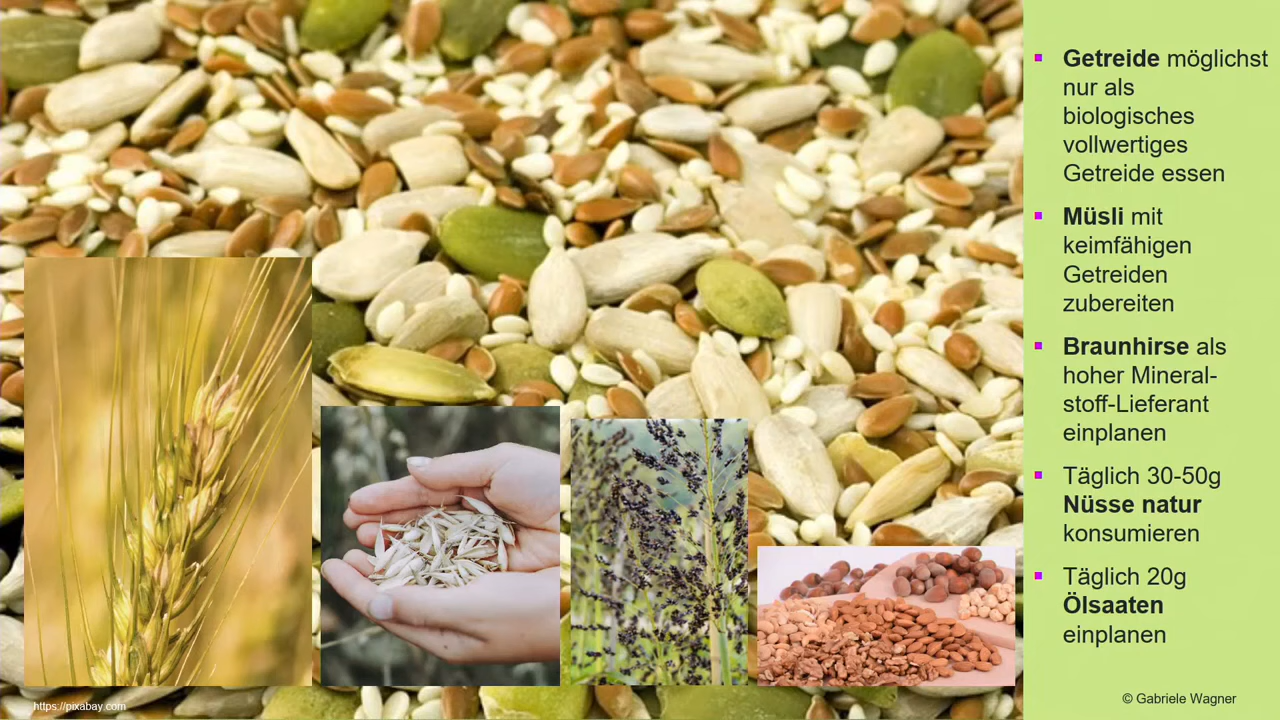 Getreide möglichst
nur als
biologisches
vollwertiges
Getreide essen
Müsli mit
keimfähigen
Getreiden
zubereiten
Braunhirse als
hoher Mineral-
stoff-Lieferant
einplanen
Täglich 30-50g
Nüsse natur
konsumieren
Täglich 20g
Ölsaaten
einplanen
© Gabriele Wagner
https://pixabay.com